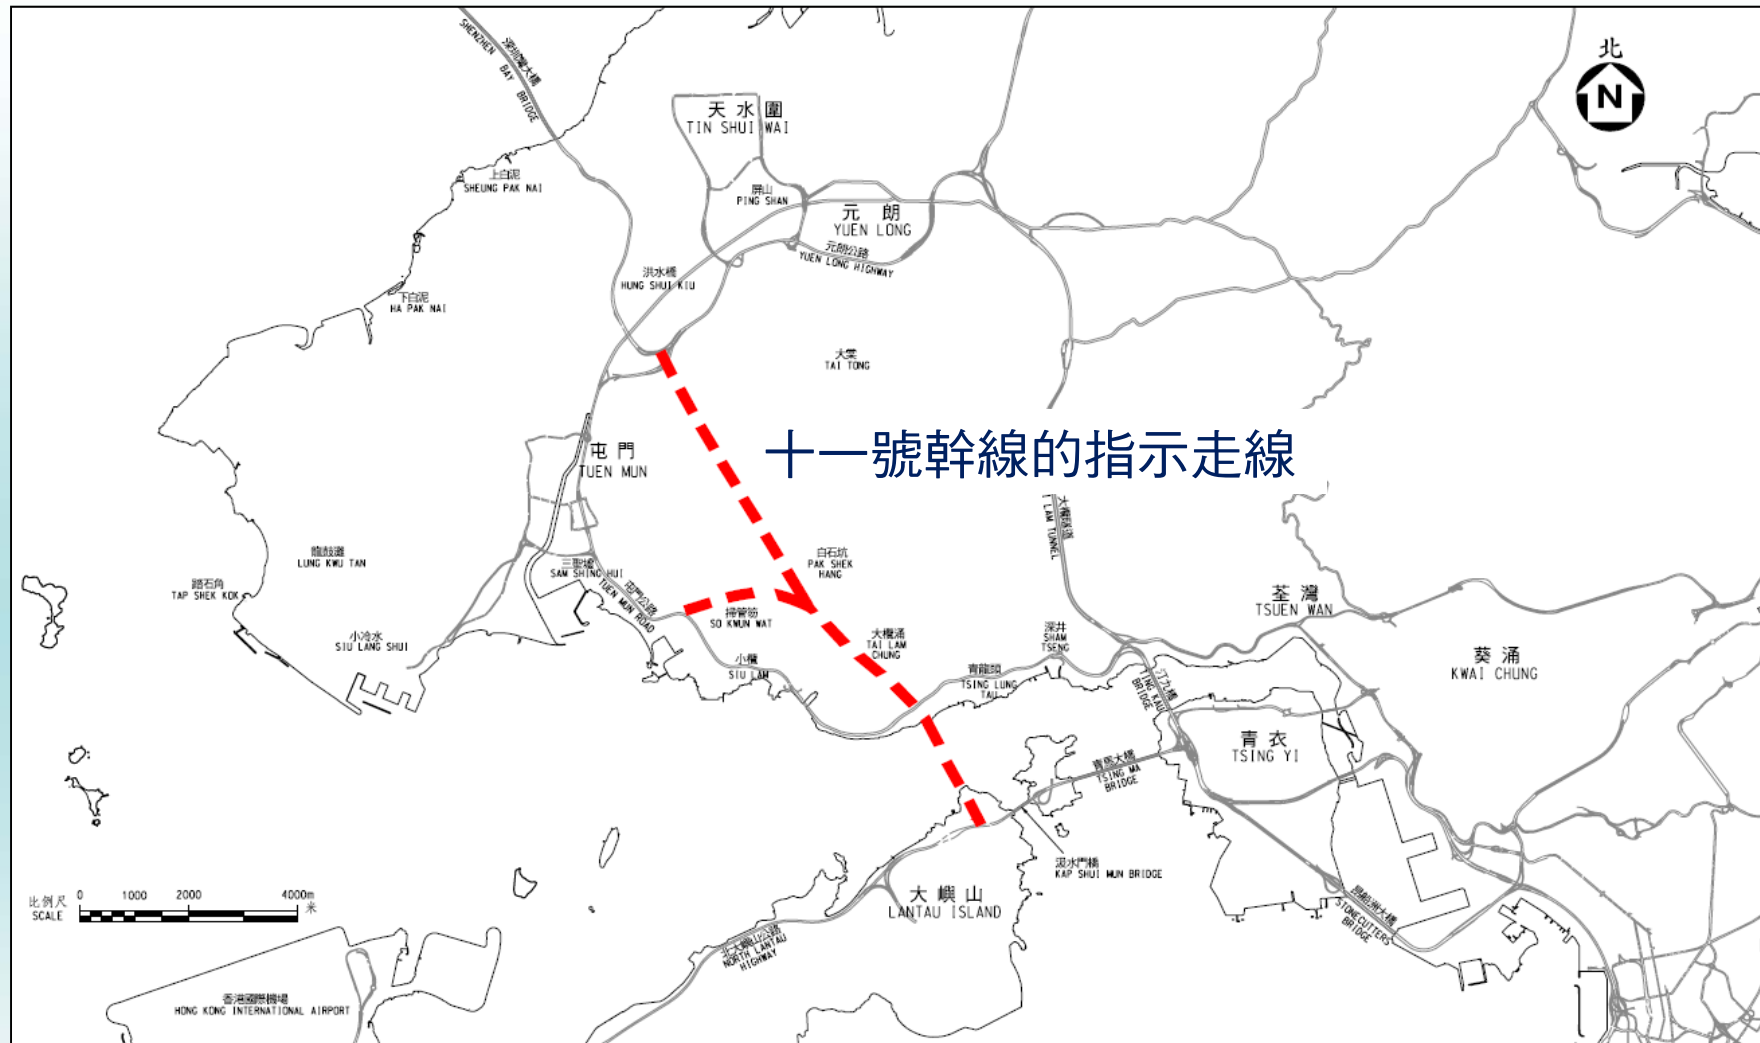 北
N
深圳灣大橋
SHENZHEN BAY BRIDGE
天水圍
TIN SHUI WAI
上白泥
SHEUNG PAK NAI
屏山
PING SHAN
元朗
YUEN LONG
元朗公路
YUEN LONG HIGHWAY
洪水橋
HUNG SHUI KIU
下白泥
HA PAK NAI
大棠
TAI TONG
十一號幹線的指示走線
屯門
TUEN MUN
大欖隧道
LAM TUNNEL
龍鼓灘
LUNG KWU TAN
三聖墟
SAM SHING HUI
白石坑
PAK SHEK
HANG
踏石角
TAP SHEK KOK
屯門公路
TUEN MUN ROAD
掃管笏
SO KWUN WAT
荃灣
TSUEN WAN
小冷水
SIU LANG SHUI
大欖涌
TAI LAM
CHUNG
深井
SHAM
TSENG
小欖
SIU LAM
青龍頭
TSING LUNG
TAU
汀九橋
TING KAU
BRIDGE
葵涌
KWAI CHUNG
青衣
TSING YI
青馬大橋
TSING MA
BRIDGE
汲水門橋
KAP SHUI MUN BRIDGE
大嶼山
LANTAU ISLAND
昂船洲大橋
STONECUTTERS
BRIDGE
北大嶼山公路
NORTH LANTAU
HIGHWAY
比例尺
SCALE
0 1000 2000 4000m
米
香港國際機場
HONG KONG INTERNATIONAL AIRPORT